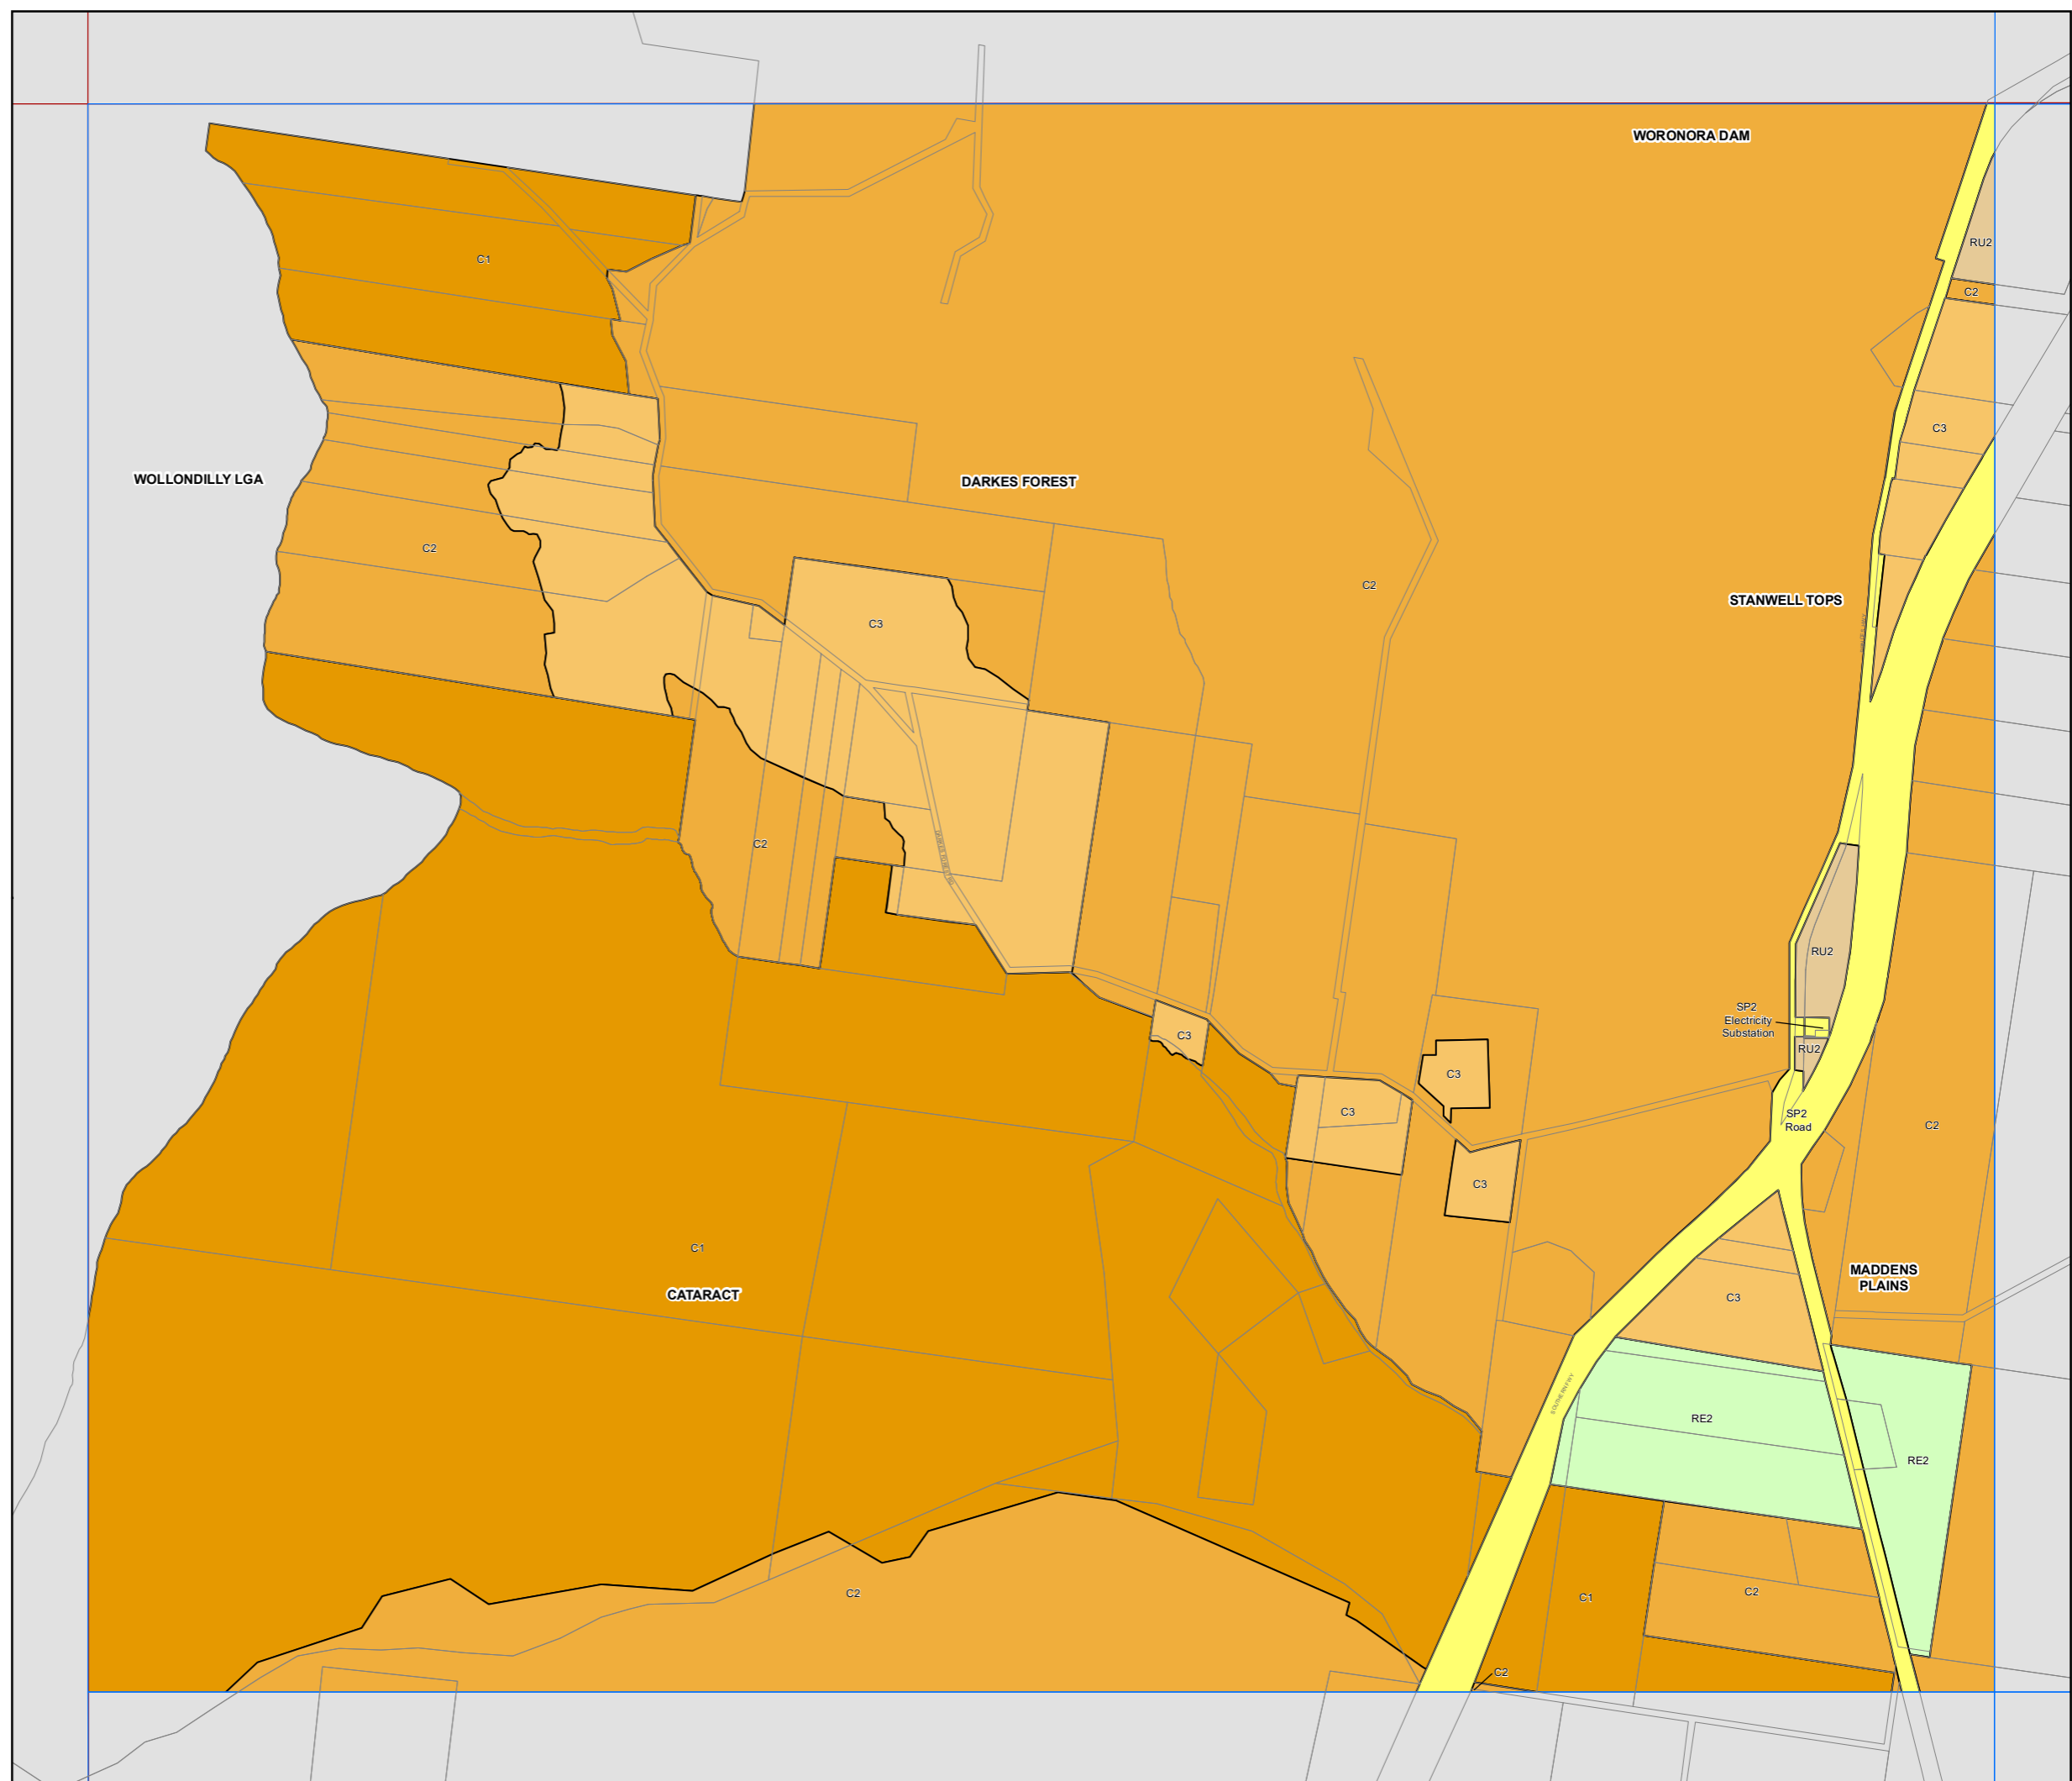 WORONORA DAM
RU2
C1
C2
C3
WOLLONDILLY LGA
DARKES FOREST
C2
C2
STANWELL TOPS
C3
C2
RU2
SP2
Electricity
Substation
C3
RU2
C3
C3
SP2
Road
C2
C3
C1
MADDENS
PLAINS
CATARACT
C3
SOUTHERN FWY
RE2
RE2
C2
C2
C1
C2